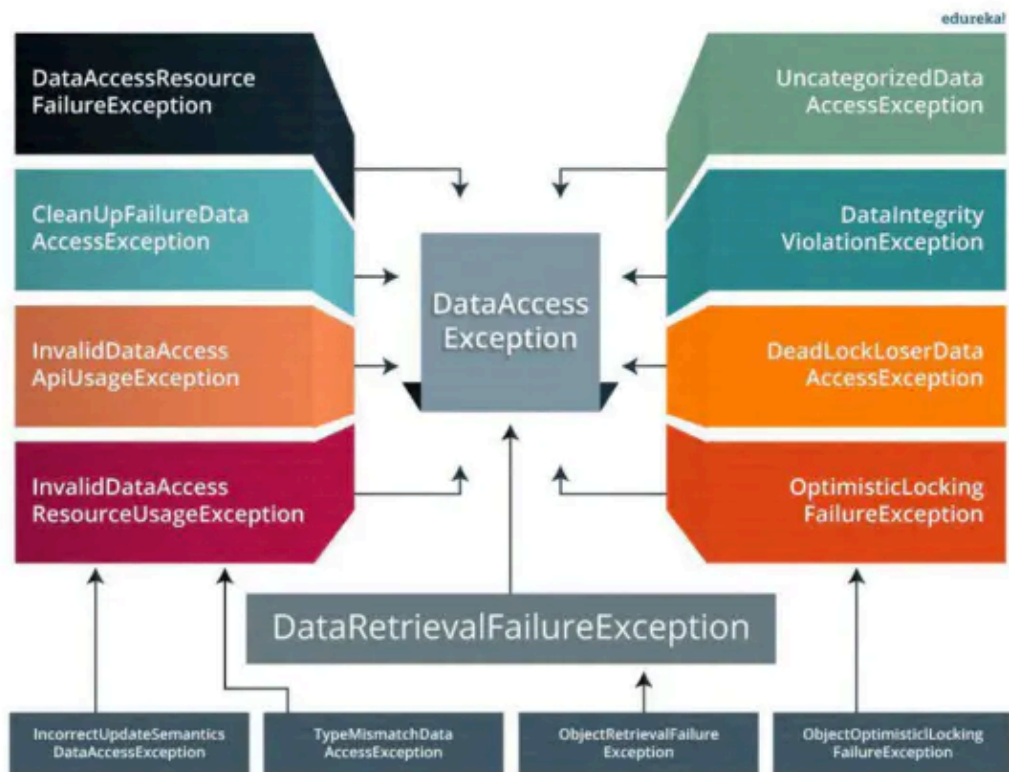 edureka!
DataAccessResource
FailureException
UncategorizedData
AccessException
CleanUpFailureData
AccessException
DataIntegrity
ViolationException
DataAccess
Exception
InvalidDataAccess
ApiUsageException
DeadLockLoserData
AccessException
InvalidDataAccess
ResourceUsageException
OptimisticLocking
FailureException
DataRetrievalFailureException
IncorrectUpdateSemantics
DataAccessException
TypeMismatchData
AccessException
ObjectRetrievalFailure
Exception
ObjectOptimisticlLocking
FailureException